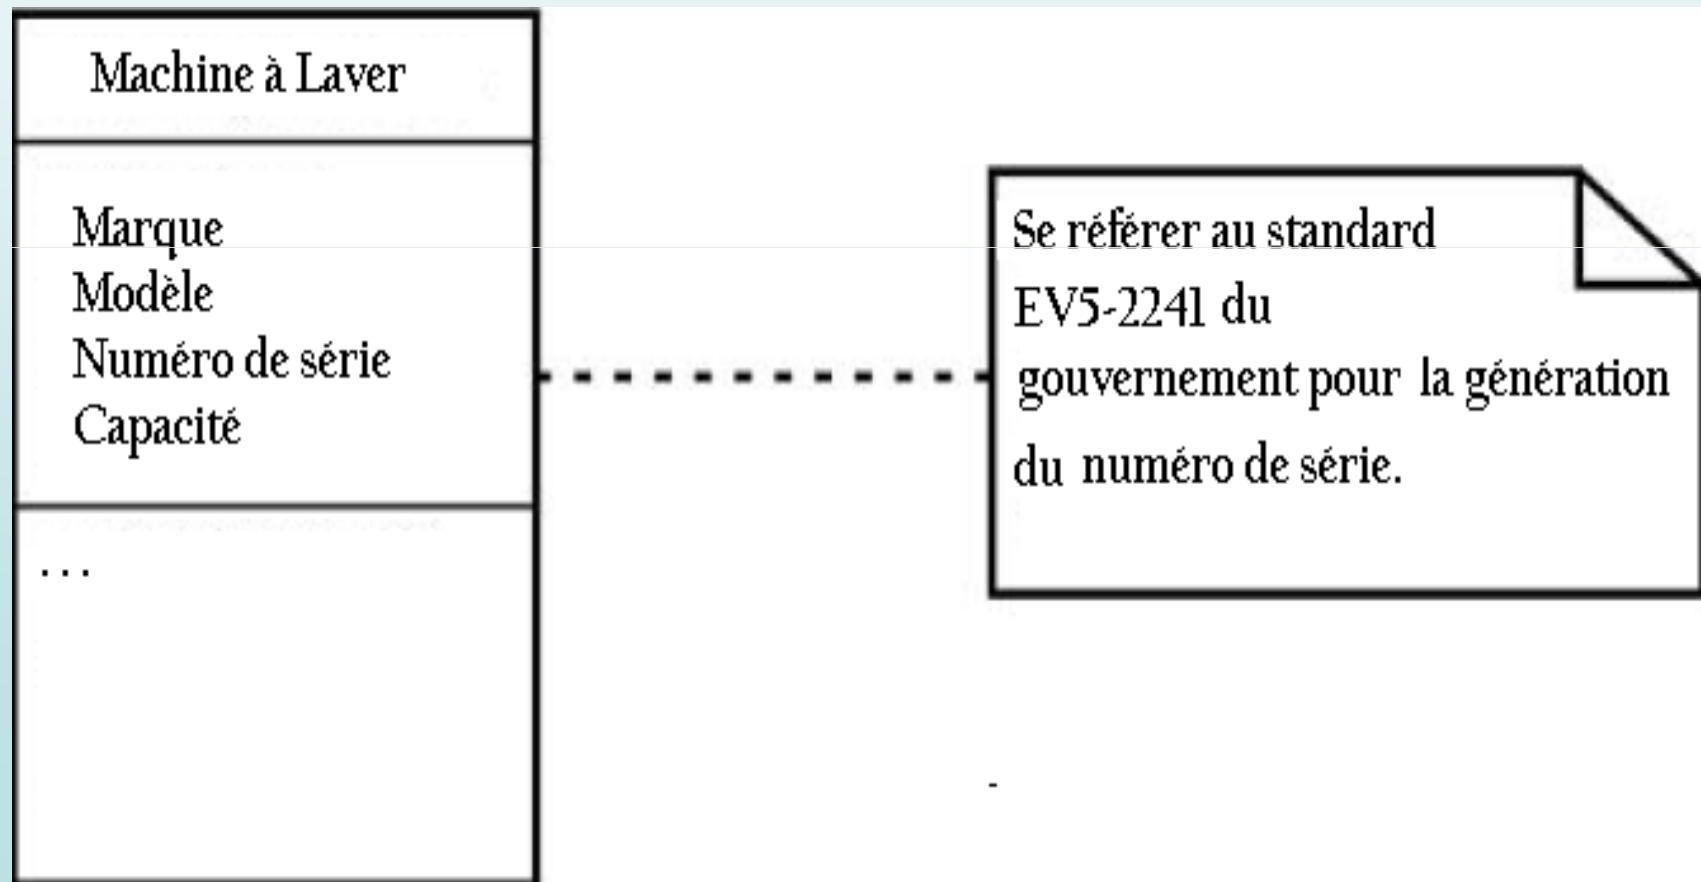 Machine à Laver
Marque
Modèle
Numéro de série
Capacité
...
Se référer au standard
EV5-2241 du
gouvernement pour la génération
du numéro de série.
-